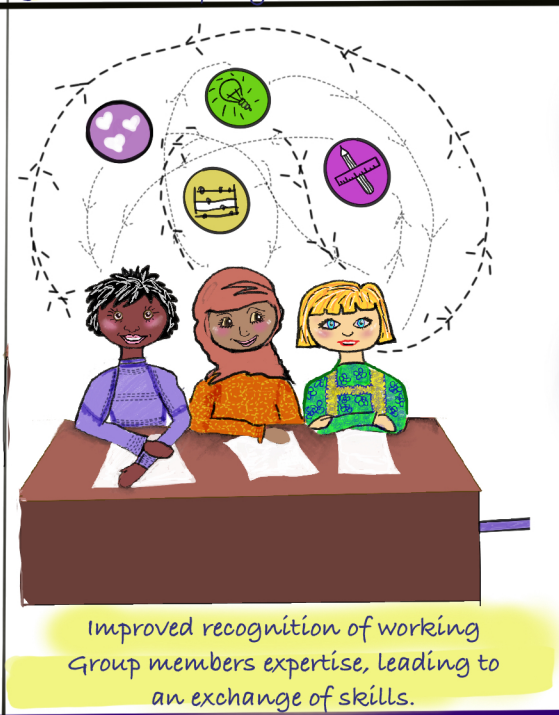 Improved recognition of working
Group members expertise, leading to
an exchange of skills.